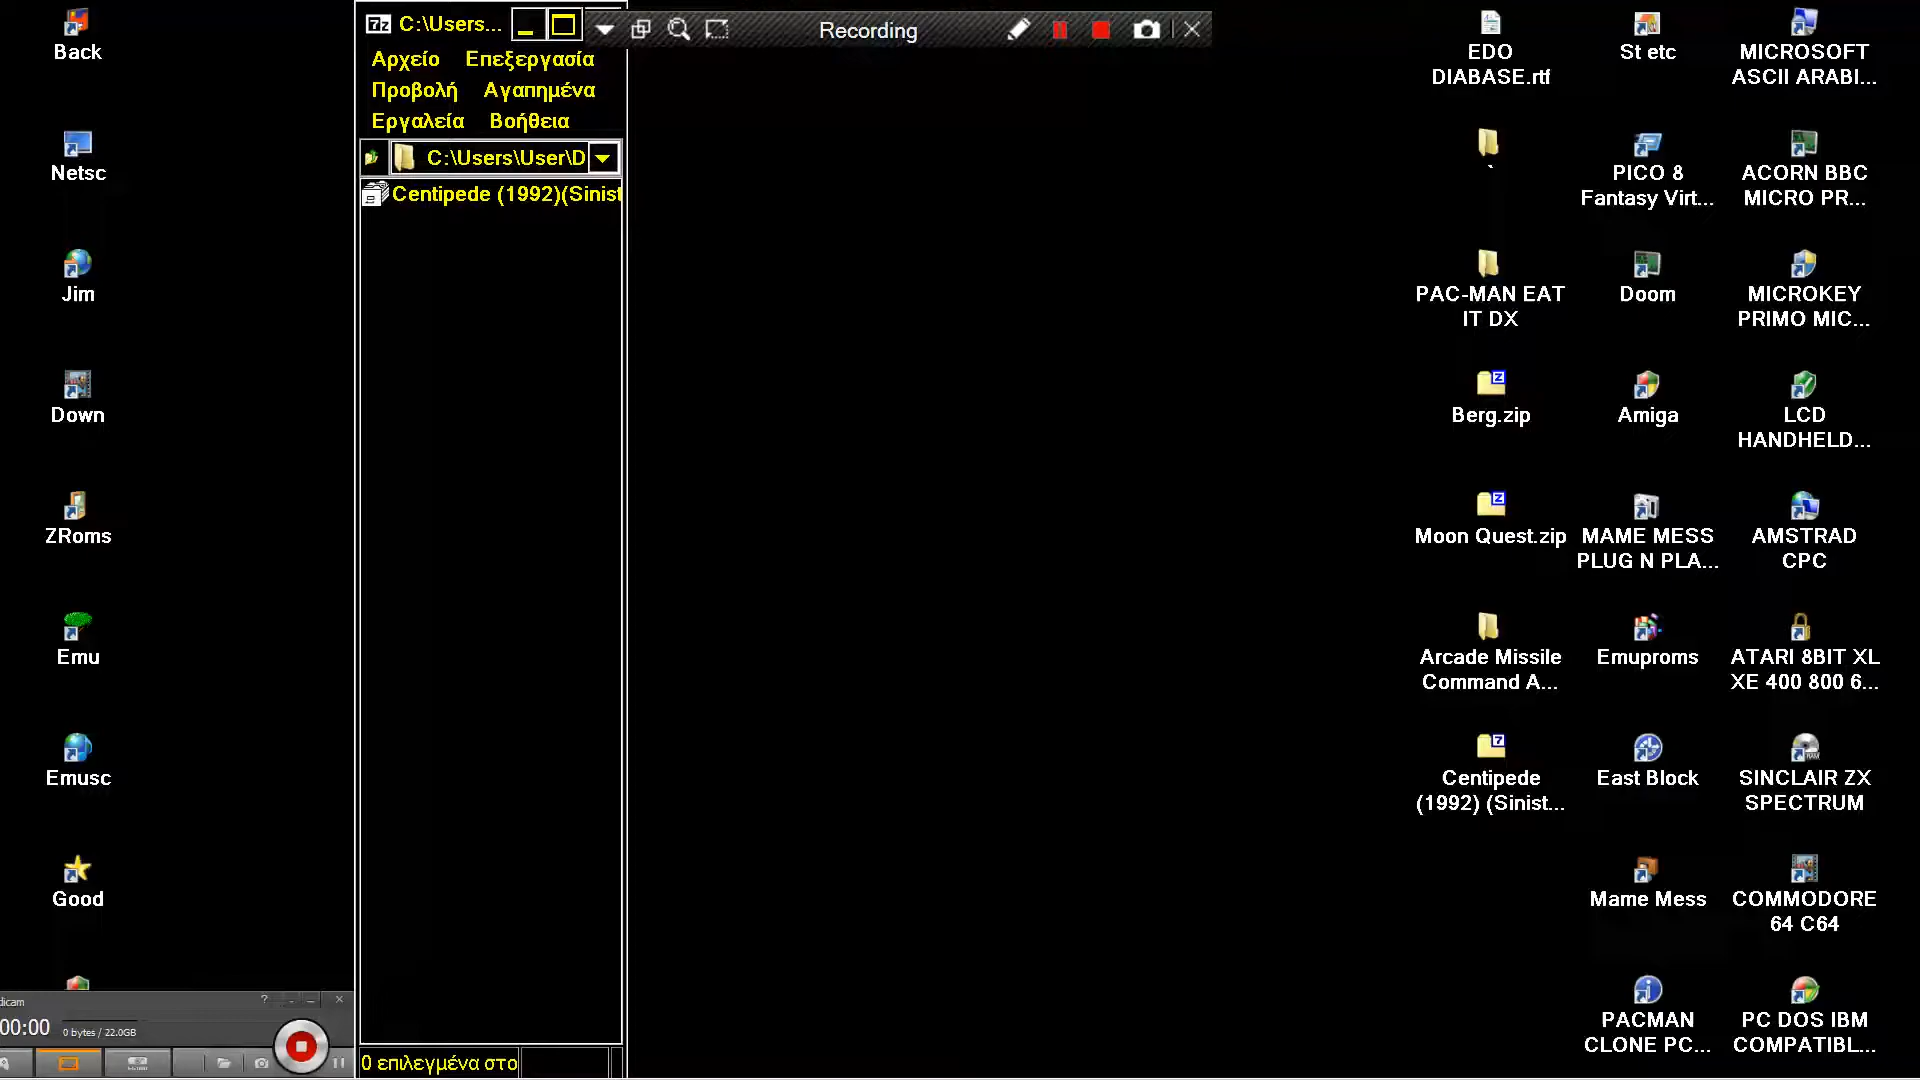 Back
Netsc
Jim
Down
ZRoms
Emu
Emusc
Good
dicam
00:00
0 bytes / 22.0GB
C:\Users...
Αρχείο Επεξεργασία
Προβολή Αγαπημένα
Εργαλεία Βοήθεια
C:\Users\User\D
Centipede (1992)(Sinist
0 επιλεγμένα στο
Recording
EDO
DIABASE.rtf
`
PAC-MAN EAT
IT DX
Berg.zip
Moon Quest.zip
Arcade Missile
Command A...
Centipede
(1992) (Sinist...
St etc
PICO 8
Fantasy Virt...
Doom
Amiga
MAME MESS
PLUG N PLA...
Emuproms
East Block
Mame Mess
PACMAN
CLONE PC...
MICROSOFT
ASCII ARABI...
ACORN BBC
MICRO PR...
MICROKEY
PRIMO MIC...
LCD
HANDHELD...
AMSTRAD
CPC
ATARI 8BIT XL
XE 400 800 6...
SINCLAIR ZX
SPECTRUM
COMMODORE
64 C64
PC DOS IBM
COMPATIBL...